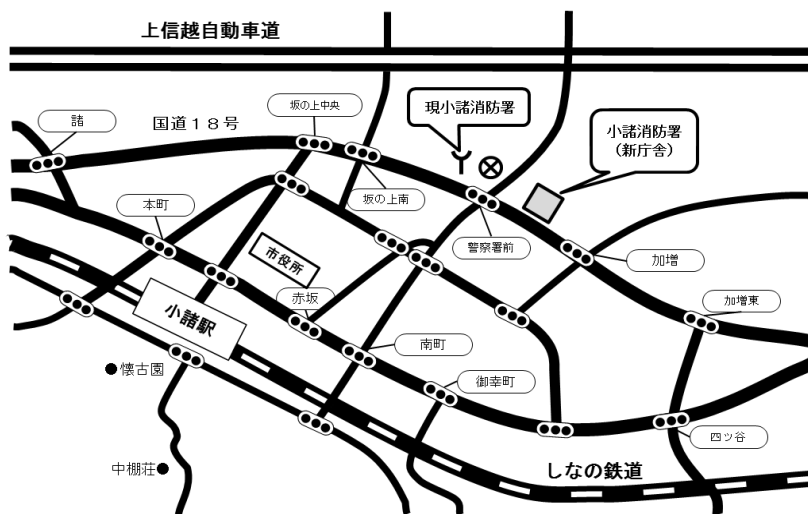 上信越自動車道
国道18号
諸
坂の上中央
現小諸消防署
小諸消防署
(新庁舎)
坂の上南
本町
警察署前
加増
市役所
加増東
赤坂
小諸駅
南町
御幸町
●懐古園
四ツ谷
中棚荘●
しなの鉄道